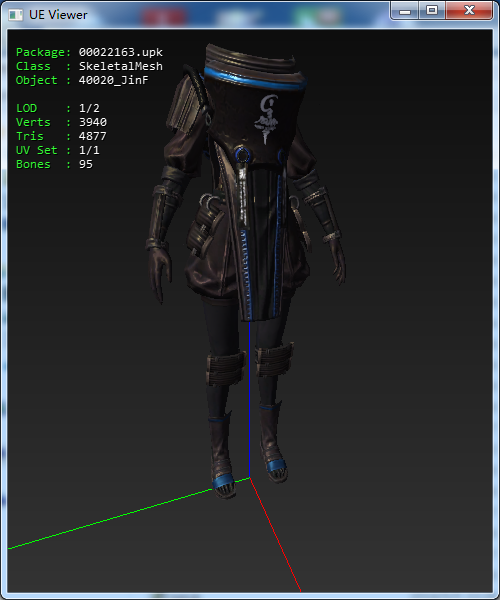 UE Viewer
Package: 00022163.upk
Class : SkeletalMesh
Object : 40020_JinF
LOD : 1/2
Verts : 3940
Tris : 4877
UV Set : 1/1
Bones : 95